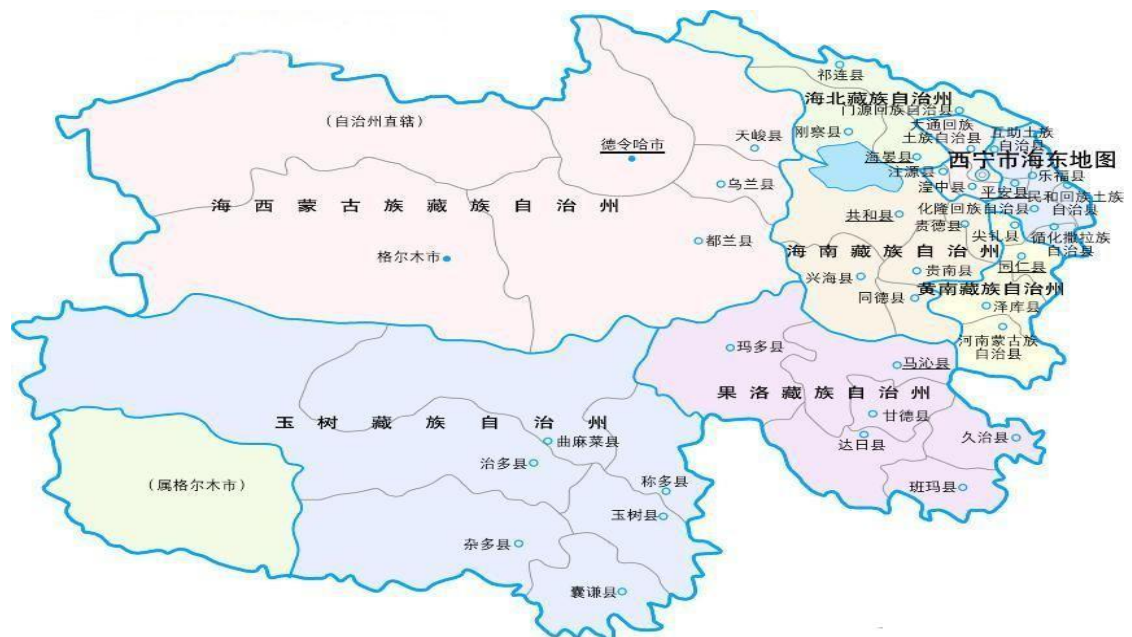 祁连县
海北藏族自治州
门源回族自治县
(自治州直辖)
刚察县
大通回族
土族自治县
互助土族
自治县
天峻县
德令哈市
海晏县
西宁市海东地图
乌兰县
湟中县
平安县
乐福县
民和回族土族
自治县
海西蒙古族藏族自治州
共和县
化隆回族自治县
贵德县
尖扎县
循化撒拉族
自治县
都兰县
格尔木市
海南藏族自治州
同仁县
兴海县
贵南县
黄南藏族自治州
同德县
泽库县
河南蒙古族
自治县
玛多县
马沁县
果洛藏族自治州
甘德县
玉树藏族自治州
曲麻菜县
达日县
久治县
治多县
(属格尔木市)
称多县
班玛县
玉树县
杂多县
囊谦县